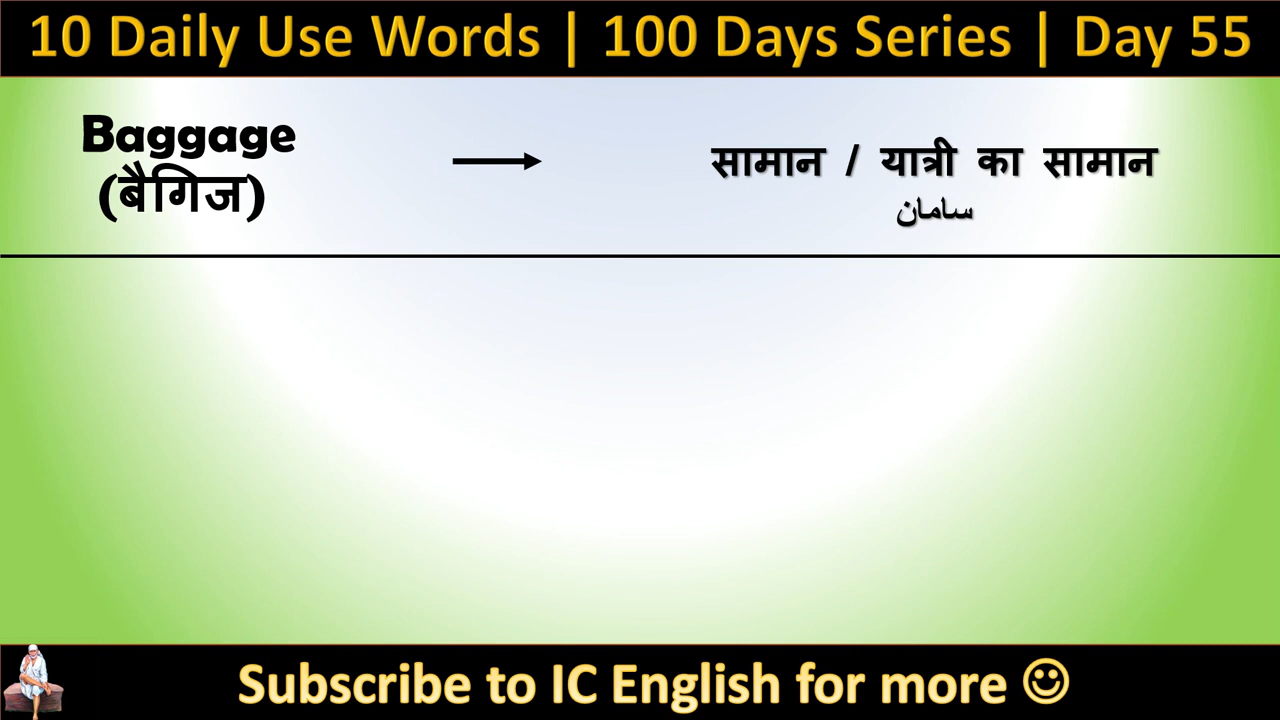 10 Daily Use Words | 100 Days Series | Day 55
Baggage
(बैगिज)
सामान / यात्री का सामान
سامان
Subscribe to IC English for more ☺